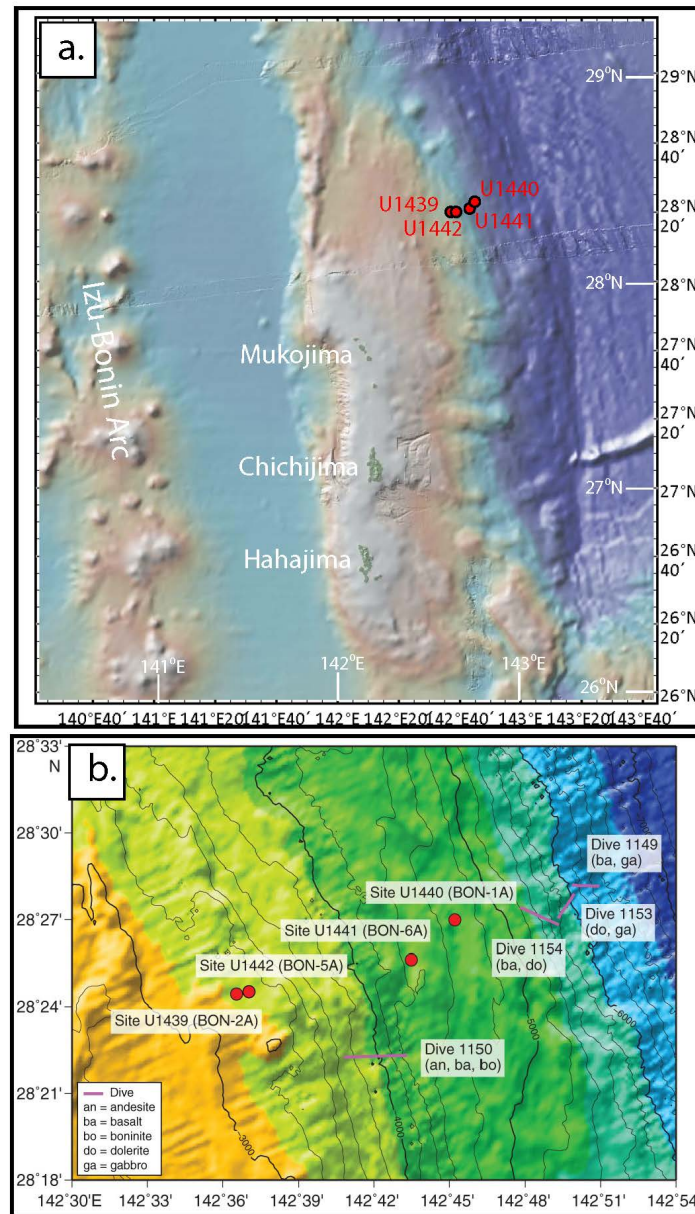 a.
29°N
29°N
28°N
40´
U1440
U1439
28°N
U1441
20´
U1442
28°N
28°N
Izu-Bonin Arc
Mukojima
27°N
40´
27°N
20´
Chichijima
27°N
27°N
Hahajima
26°N
40´
26°N
20´
141°E
142°E
143°E
26°N
26°N
140°E40´ 141°E 141°E20´ 141°E40´ 142°E 142°E20´ 142°E40´ 143°E 143°E20´ 143°E40´
b.
28°33'
N
28°30'
Dive 1149
(ba, ga)
Site U1440 (BON-1A)
28°27'
Site U1441 (BON-6A)
Dive 1153
(do, ga)
Dive 1154
(ba, do)
Site U1442 (BON-5A)
28°24'
Site U1439 (BON-2A)
6000
5000
Dive 1150
(an, ba, bo)
28°21'
Dive
an = andesite
ba = basalt
bo = boninite
do = dolerite
ga = gabbro
3000
4000
28°18'
142°30'E 142°33' 142°36' 142°39' 142°42' 142°45' 142°48' 142°51' 142°54'